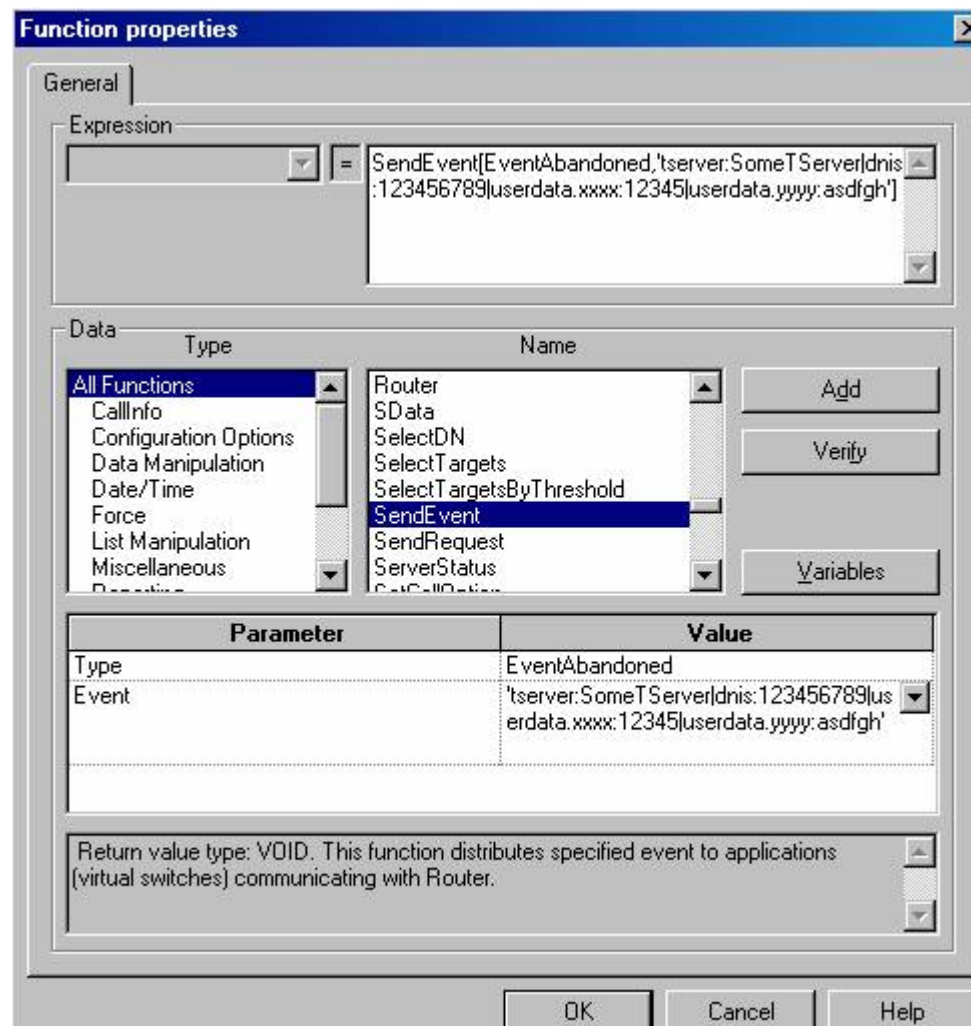 Function properties
General
Expression
=
SendEvent[EventAbandoned,'tserver:SomeTServer|dnis
:123456789|userdata.xxxx:12345|userdata.yyyy:asdfgh']
Data
Type
Name
All Functions
CallInfo
Configuration Options
Data Manipulation
Date/Time
Force
List Manipulation
Miscellaneous
Reporting
Router
SData
SelectDN
SelectTargets
SelectTargetsByThreshold
SendEvent
SendRequest
ServerStatus
SetCallOption
Add
Verify
Variables
Parameter Value
Type EventAbandoned
Event 'tserver:SomeTServer|dnis:123456789|us
erdata.xxxx:12345|userdata.yyyy:asdfgh'
Return value type: VOID. This function distributes specified event to applications
(virtual switches) communicating with Router.
OK Cancel Help